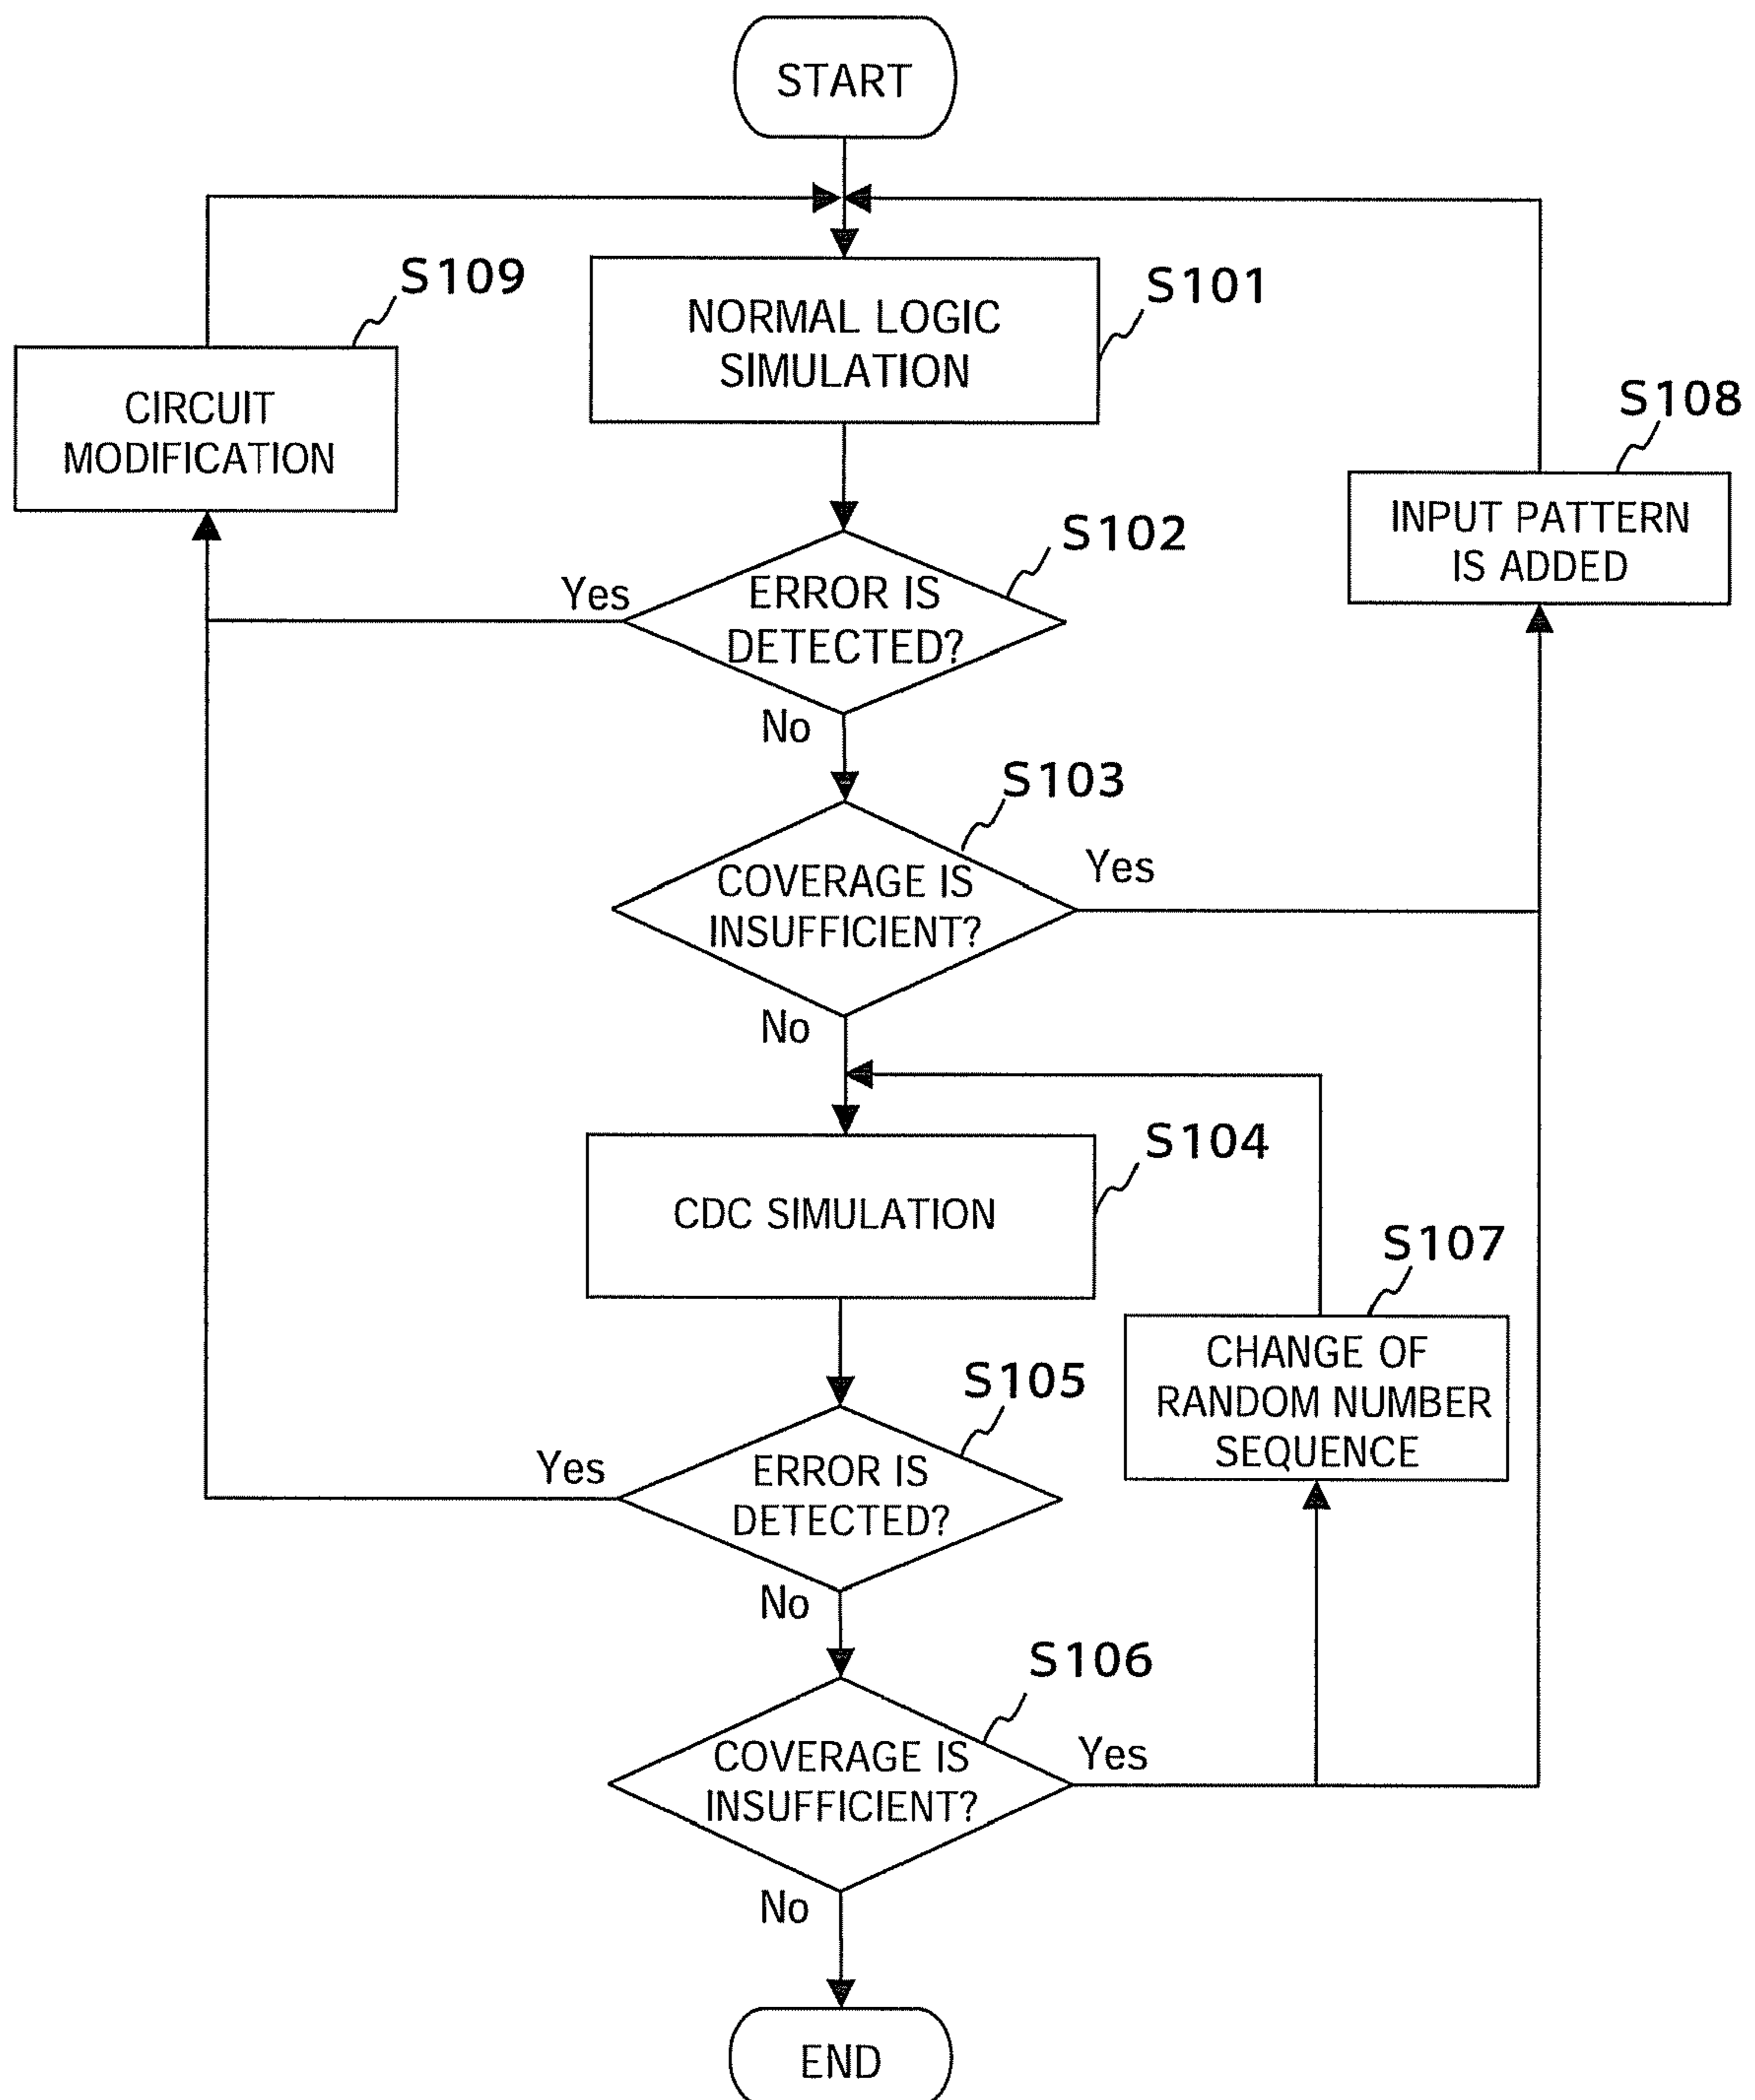 START
S109
S101
NORMAL LOGIC
SIMULATION
CIRCUIT
MODIFICATION
S108
INPUT PATTERN
IS ADDED
S102
Yes
ERROR IS
DETECTED?
No
S103
COVERAGE IS
INSUFFICIENT?
Yes
No
S104
CDC SIMULATION
S107
CHANGE OF
RANDOM NUMBER
SEQUENCE
S105
Yes
ERROR IS
DETECTED?
No
S106
COVERAGE IS
INSUFFICIENT?
Yes
No
END